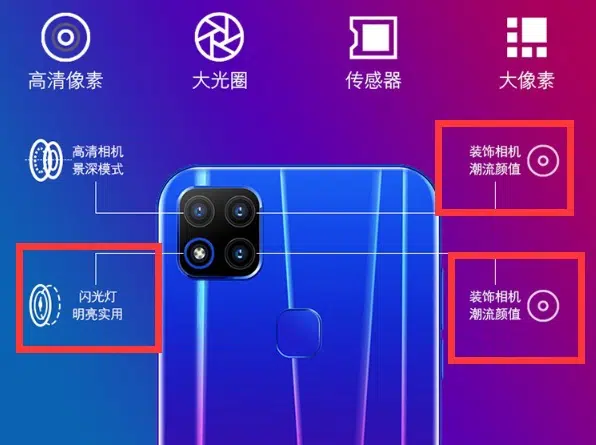 高清像素
大光圈
传感器
大像素
高清相机
景深模式
装饰相机
潮流颜值
闪光灯
明亮实用
装饰相机
潮流颜值